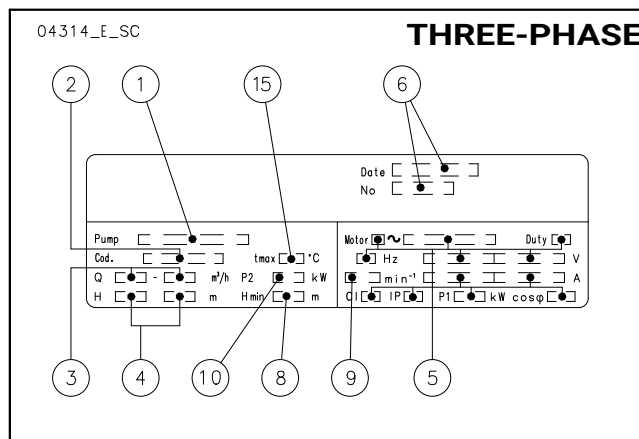 04314_E_SC THREE-PHASE
2 1 15 6
Date
No
Pump Motor ~ Duty
Cod. tmax °C Hz V
Q - m³/h P2 kW min⁻¹ A
H m Hmin m Cl IP P1 kW cosφ
3 4 10 8 9 5